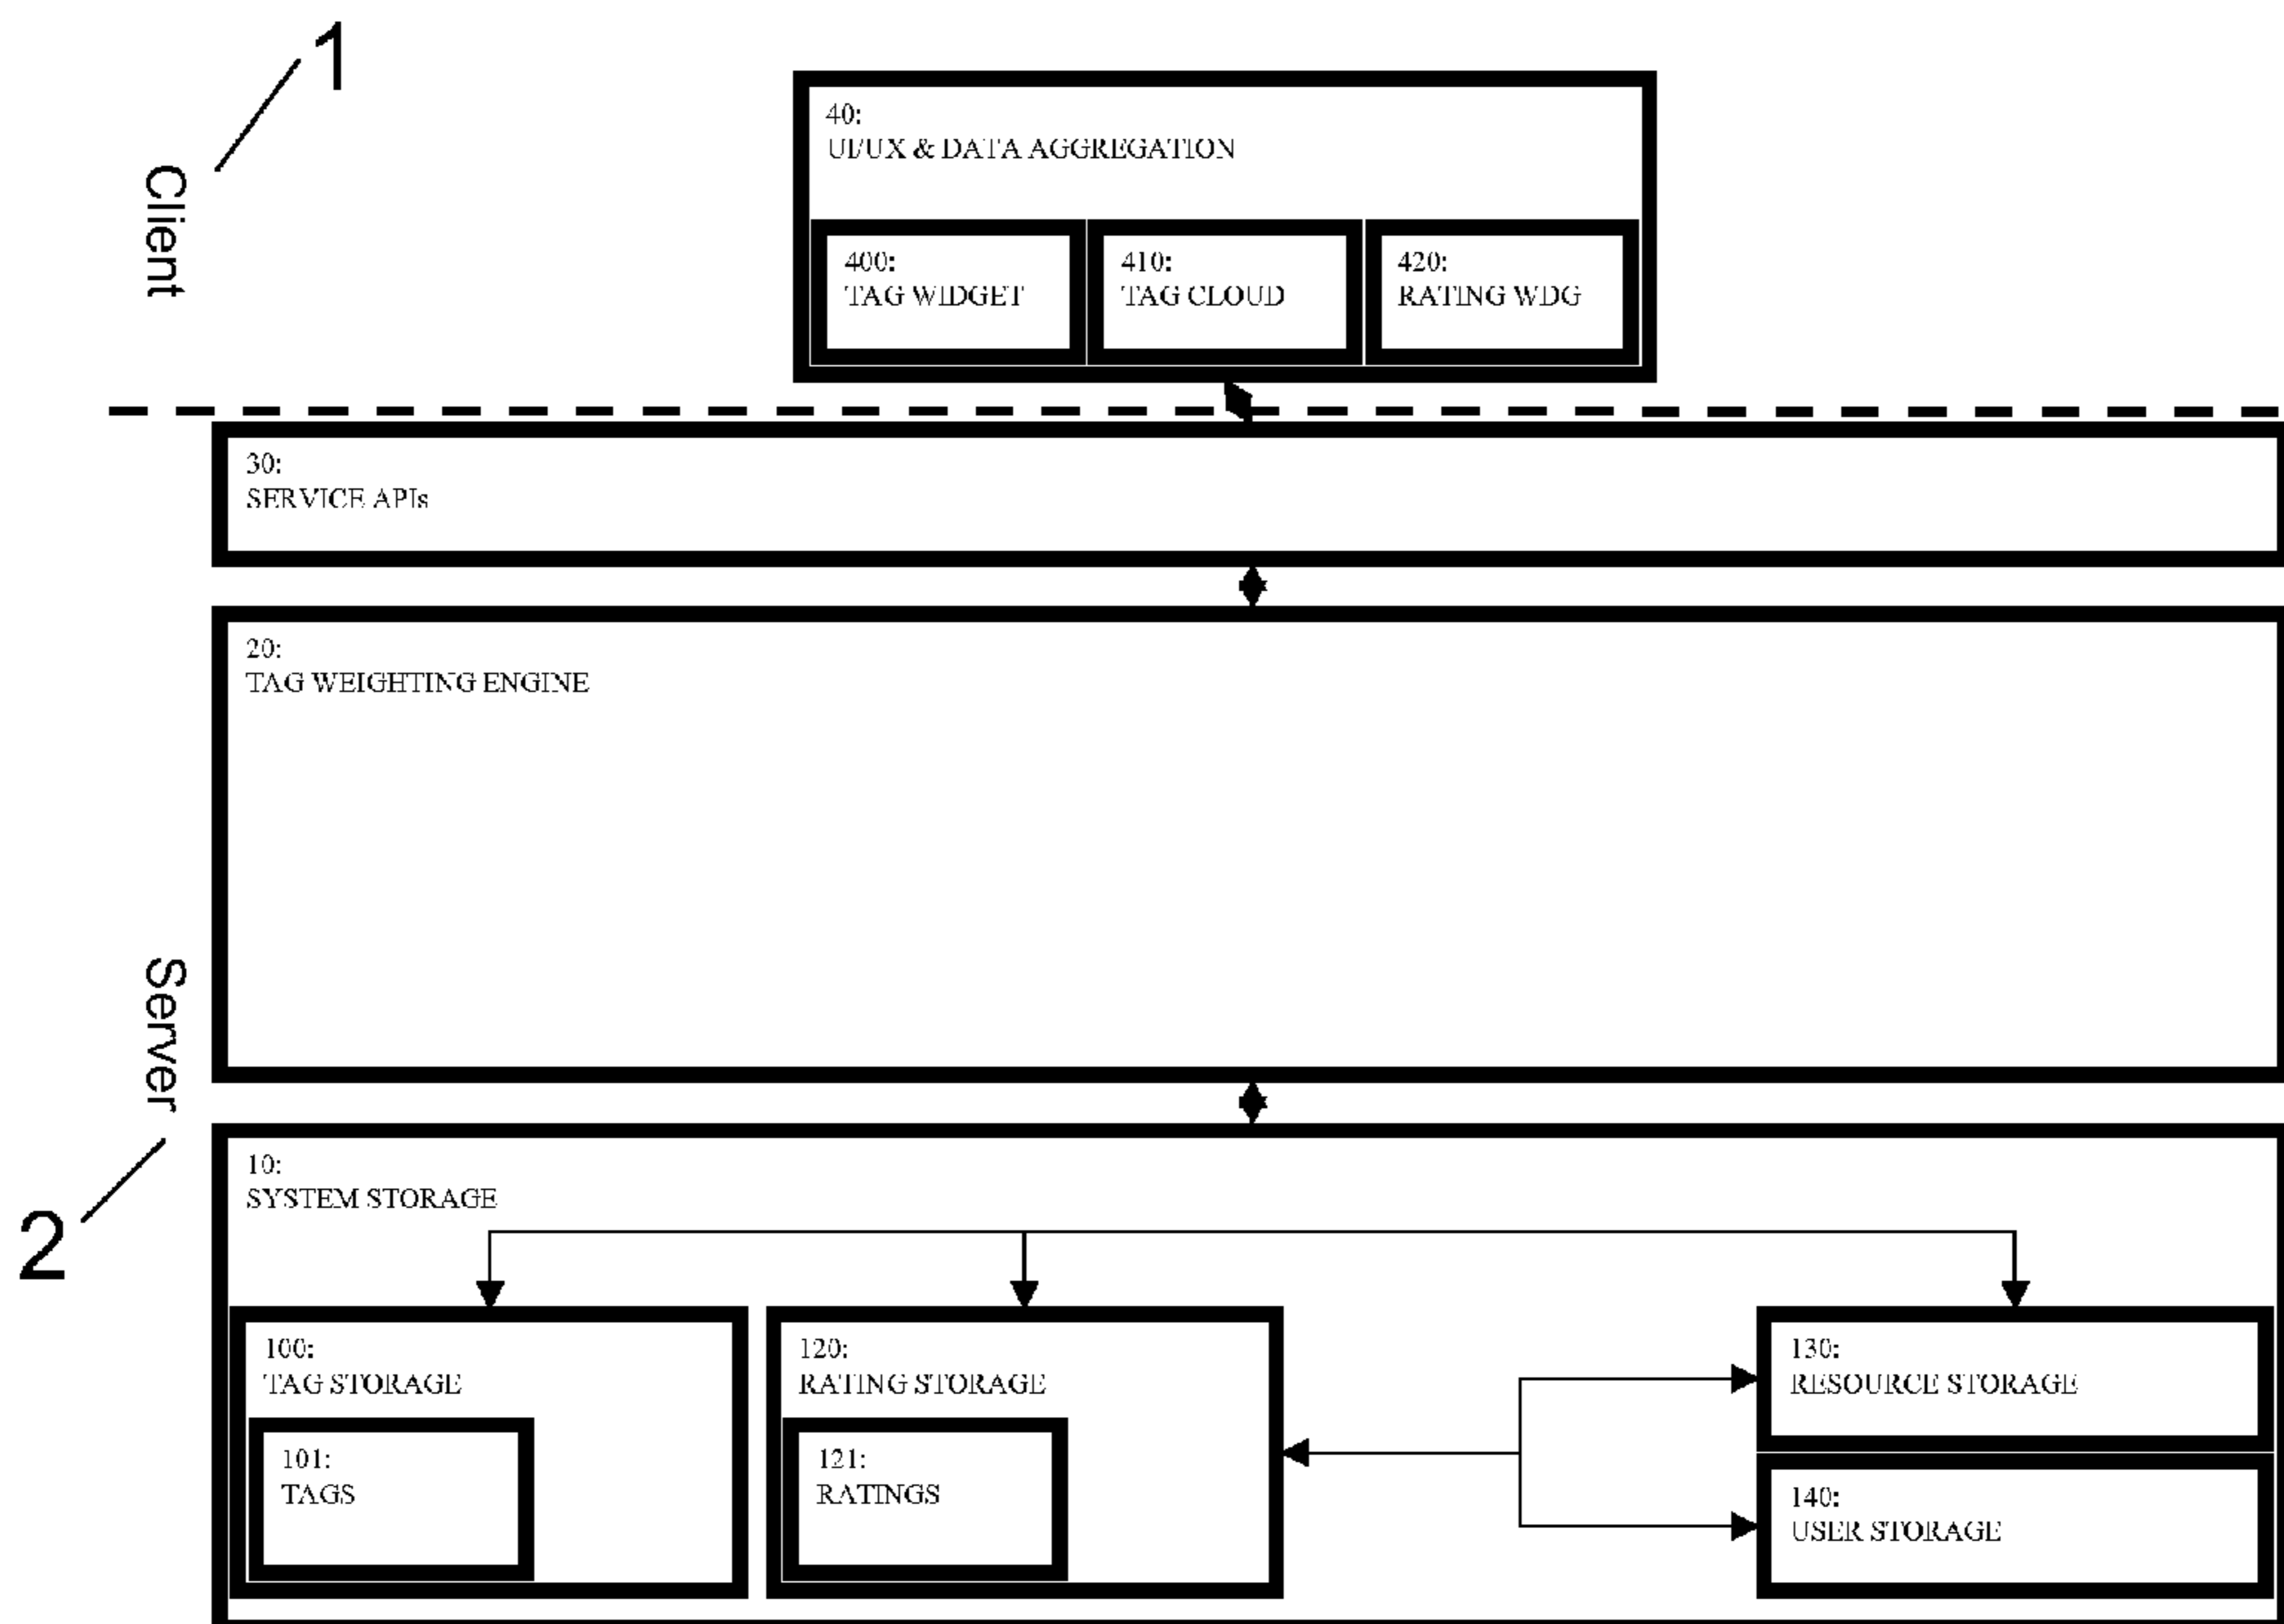 1
Client
40:
UI/UX & DATA AGGREGATION
400:
TAG WIDGET
410:
TAG CLOUD
420:
RATING WDG
30:
SERVICE APIs
20:
TAG WEIGHTING ENGINE
Server
2
10:
SYSTEM STORAGE
100:
TAG STORAGE
101:
TAGS
120:
RATING STORAGE
121:
RATINGS
130:
RESOURCE STORAGE
140:
USER STORAGE